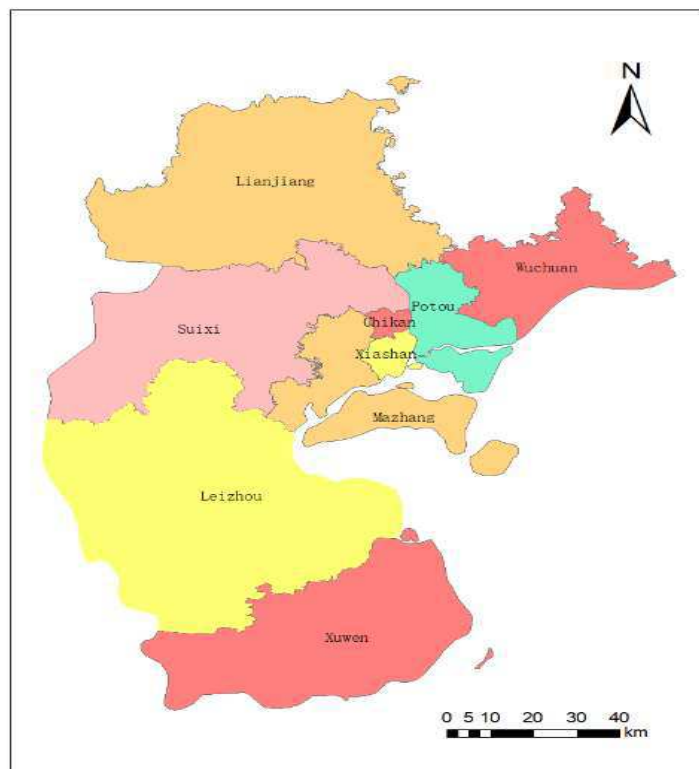 N
Lianjiang
Wuchuan
Potou
Chikan
Suixi
Xiashan
Mazhang
Leizhou
Xuwen
0 5 10 20 30 40
km